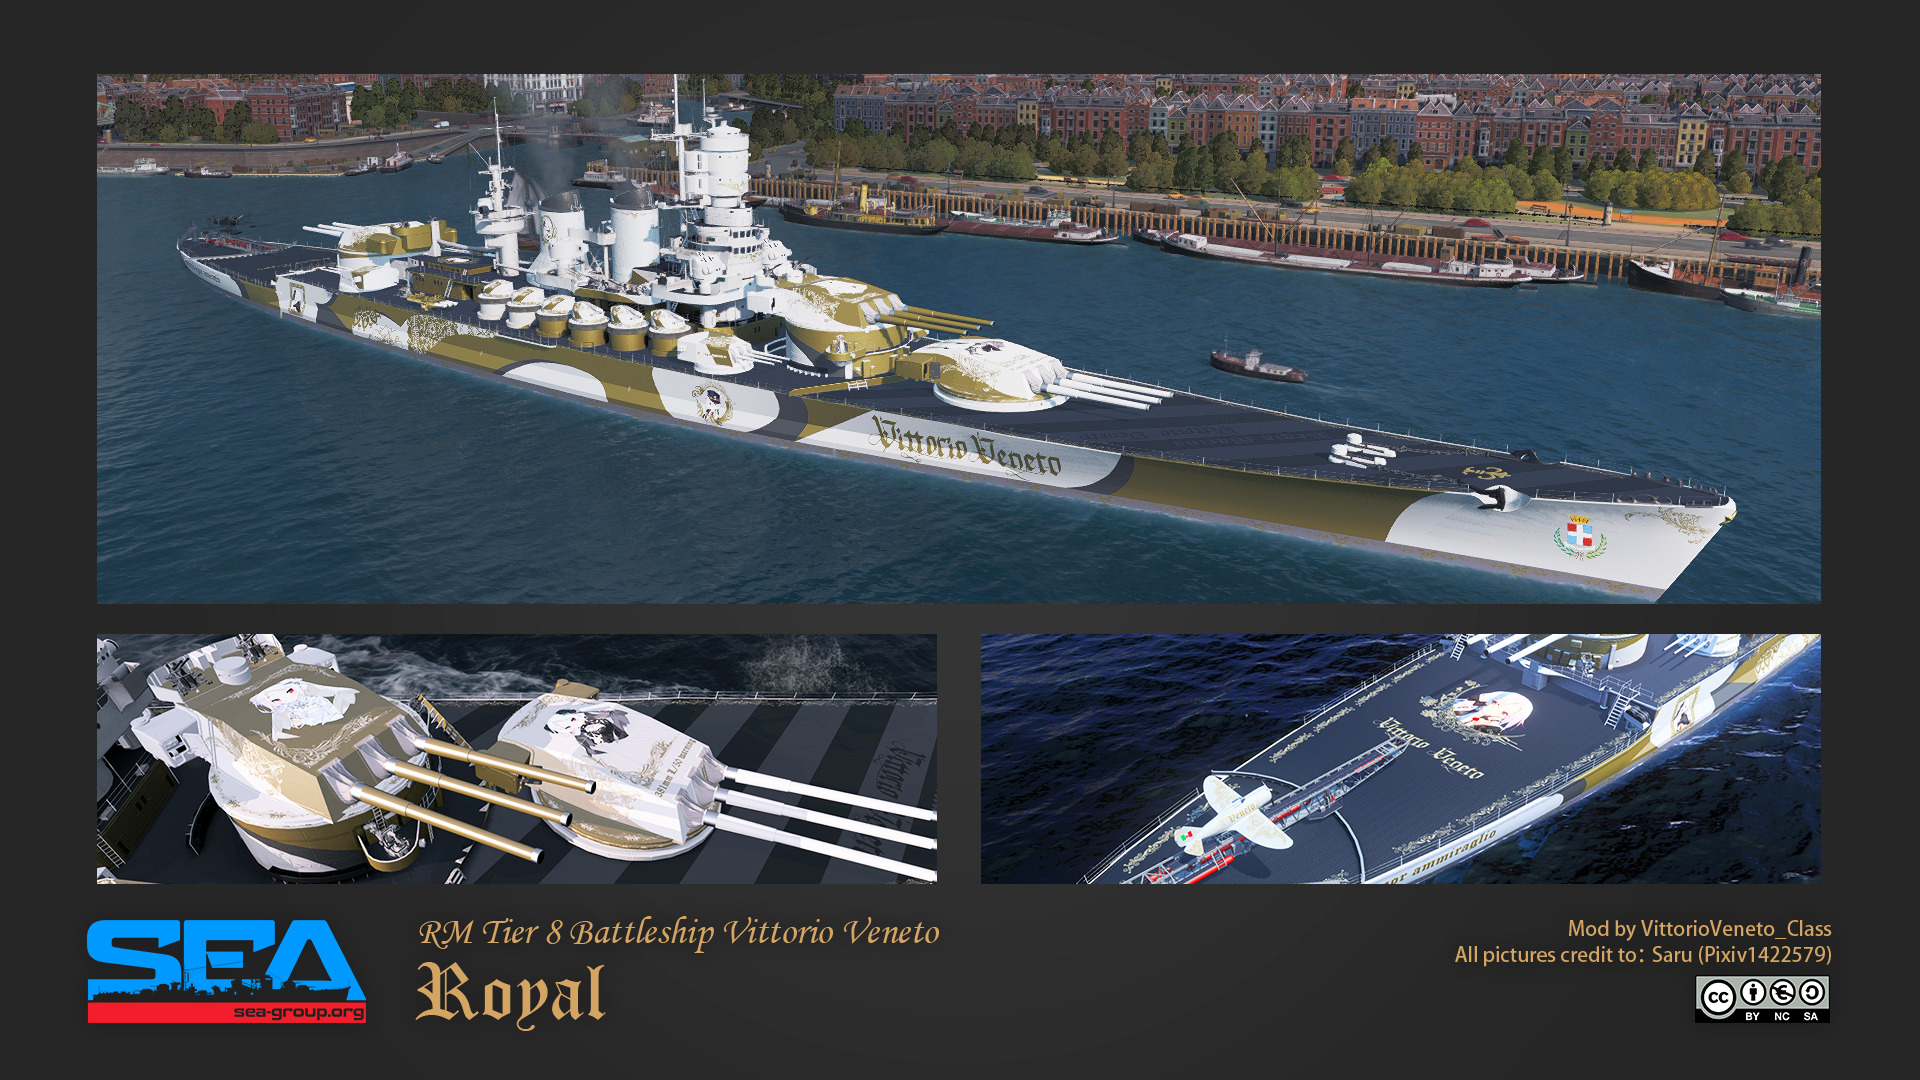 Vittorio Veneto
381mm L/50
Vittorio
Vittorio Veneto
Veneto
or ammiraglio
SEA
sea-group.org
RM Tier 8 Battleship Vittorio Veneto
Royal
Mod by VittorioVeneto_Class
All pictures credit to: Saru (Pixiv1422579)
cc
BY NC SA